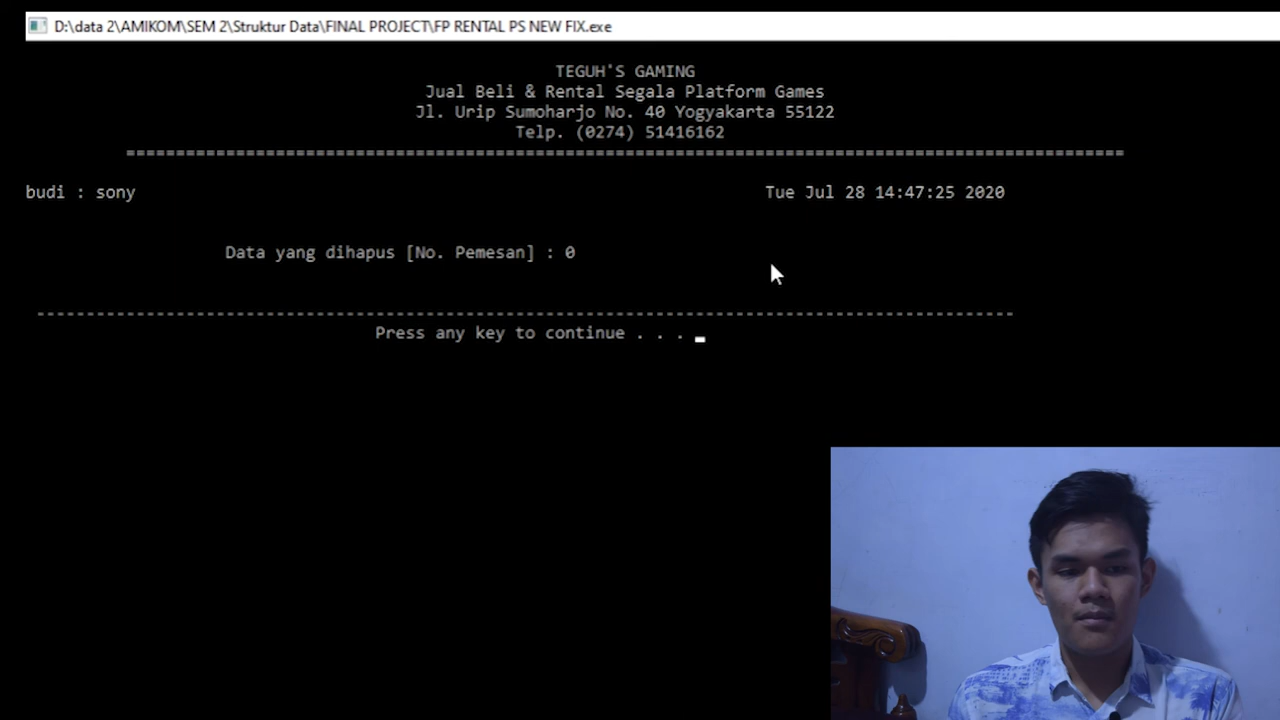 D:\data 2\AMIKOM\SEM 2\Struktur Data\FINAL PROJECT\FP RENTAL PS NEW FIX.exe
TEGUH'S GAMING
Jual Beli & Rental Segala Platform Games
Jl. Urip Sumoharjo No. 40 Yogyakarta 55122
Telp. (0274) 51416162
====================================================================================================
budi : sony Tue Jul 28 14:47:25 2020
Data yang dihapus [No. Pemesan] : 0
--------------------------------------------------------------------------------------------------
Press any key to continue . . .